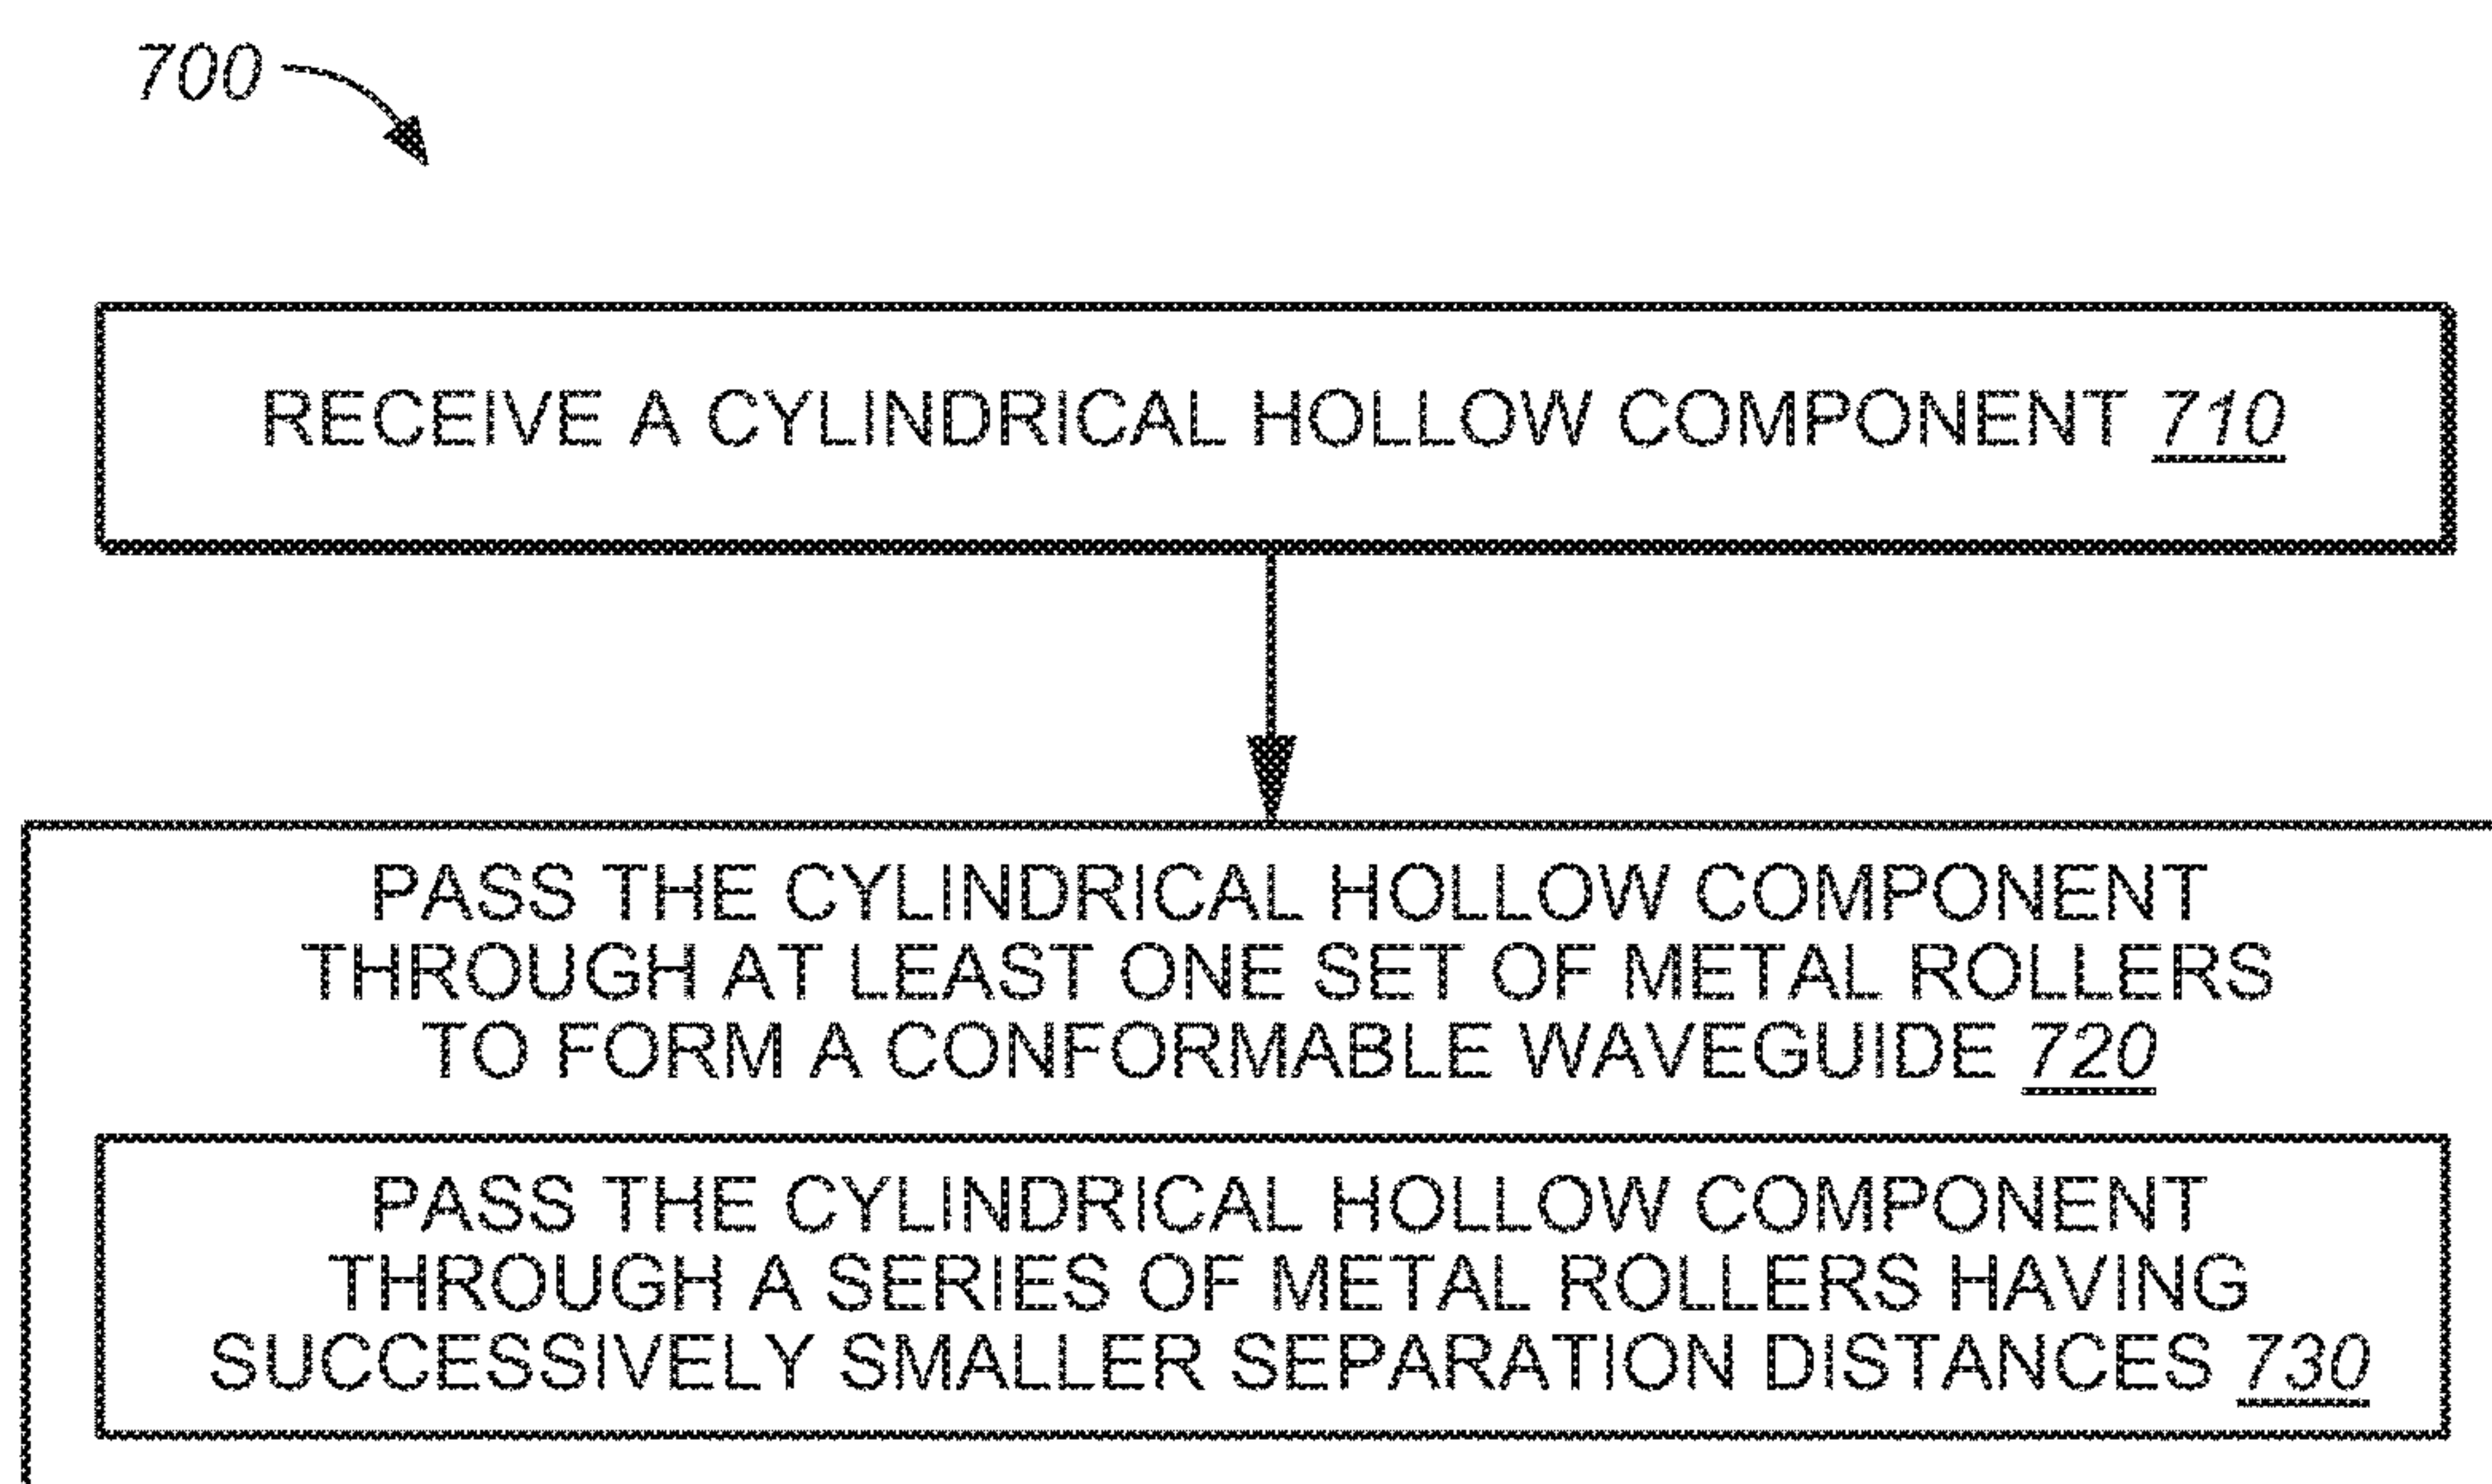 700
RECEIVE A CYLINDRICAL HOLLOW COMPONENT 710
PASS THE CYLINDRICAL HOLLOW COMPONENT
THROUGH AT LEAST ONE SET OF METAL ROLLERS
TO FORM A CONFORMABLE WAVEGUIDE 720
PASS THE CYLINDRICAL HOLLOW COMPONENT
THROUGH A SERIES OF METAL ROLLERS HAVING
SUCCESSIVELY SMALLER SEPARATION DISTANCES 730